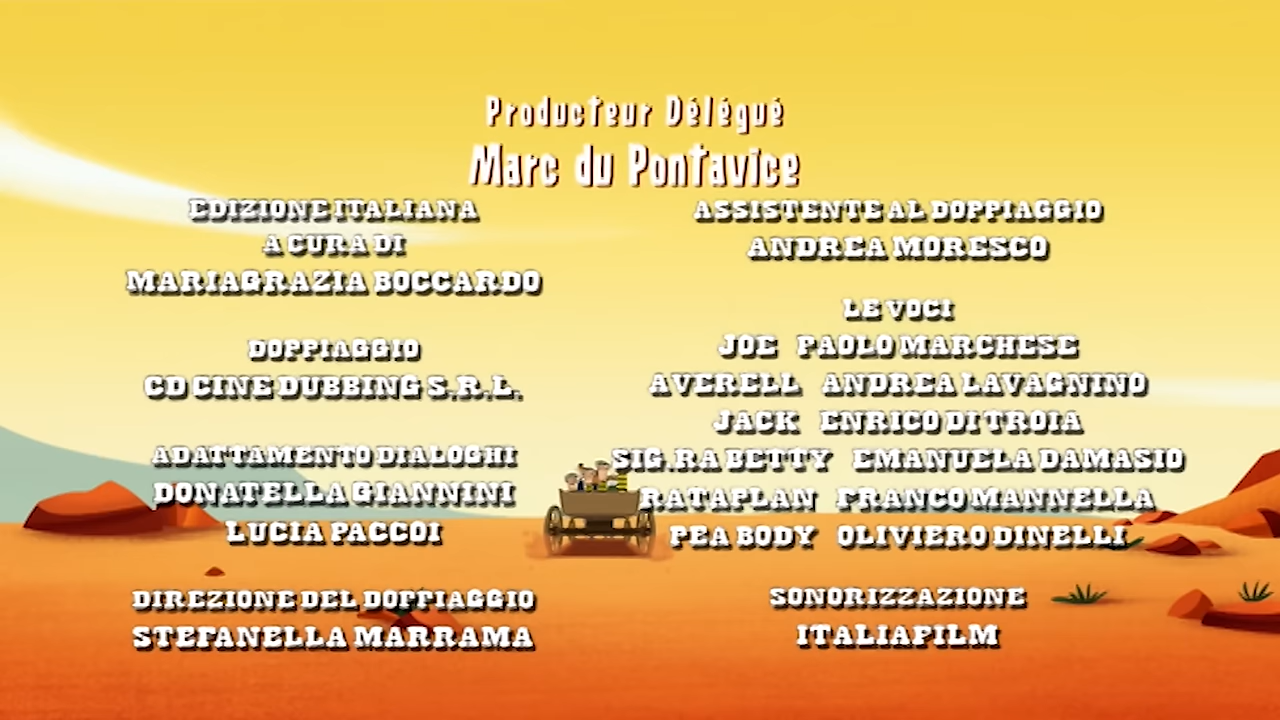 Producteur Délégué
Marc du Pontavice
EDIZIONE ITALIANA
A CURA DI
MARIAGRAZIA BOCCARDO
DOPPIAGGIO
CD CINE DUBBING S.R.L.
ADATTAMENTO DIALOGHI
DONATELLA GIANNINI
LUCIA PACCOI
DIREZIONE DEL DOPPIAGGIO
STEFANELLA MARRAMA
ASSISTENTE AL DOPPIAGGIO
ANDREA MORESCO
LE VOCI
JOE PAOLO MARCHESE
AVERELL ANDREA LAVAGNINO
JACK ENRICO DI TROIA
SIG.RA BETTY EMANUELA DAMASIO
RATAPLAN FRANCO MANNELLA
PEA BODY OLIVIERO DINELLI
SONORIZZAZIONE
ITALIAFILM